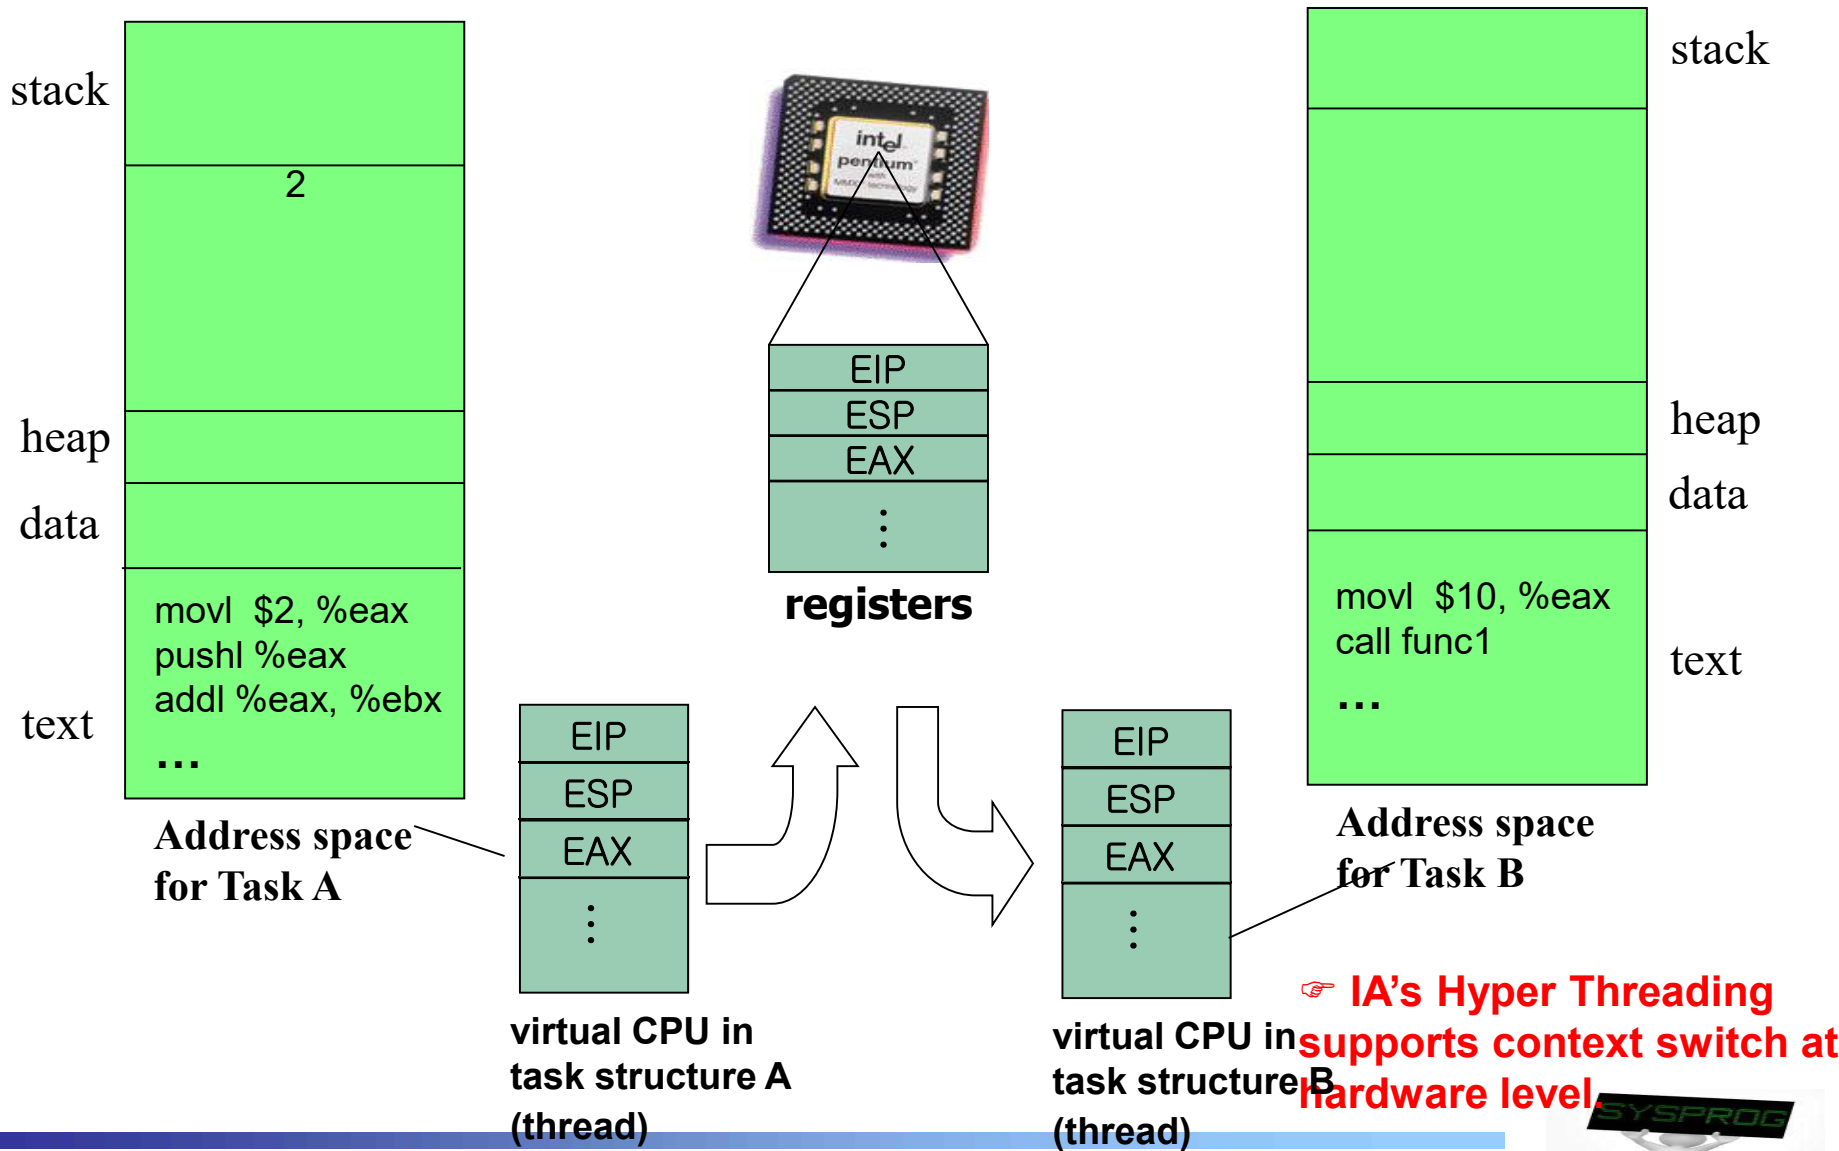 stack
2
heap
data
text
movl $2, %eax
pushl %eax
addl %eax, %ebx
...
Address space
for Task A
intel
pentium
with
MMX technology
EIP
ESP
EAX
⋮
registers
EIP
ESP
EAX
⋮
virtual CPU in
task structure A
(thread)
EIP
ESP
EAX
⋮
virtual CPU in
task structure B
(thread)
stack
heap
data
text
movl $10, %eax
call func1
...
Address space
for Task B
☞ IA’s Hyper Threading
supports context switch at
hardware level.
SYSPROG